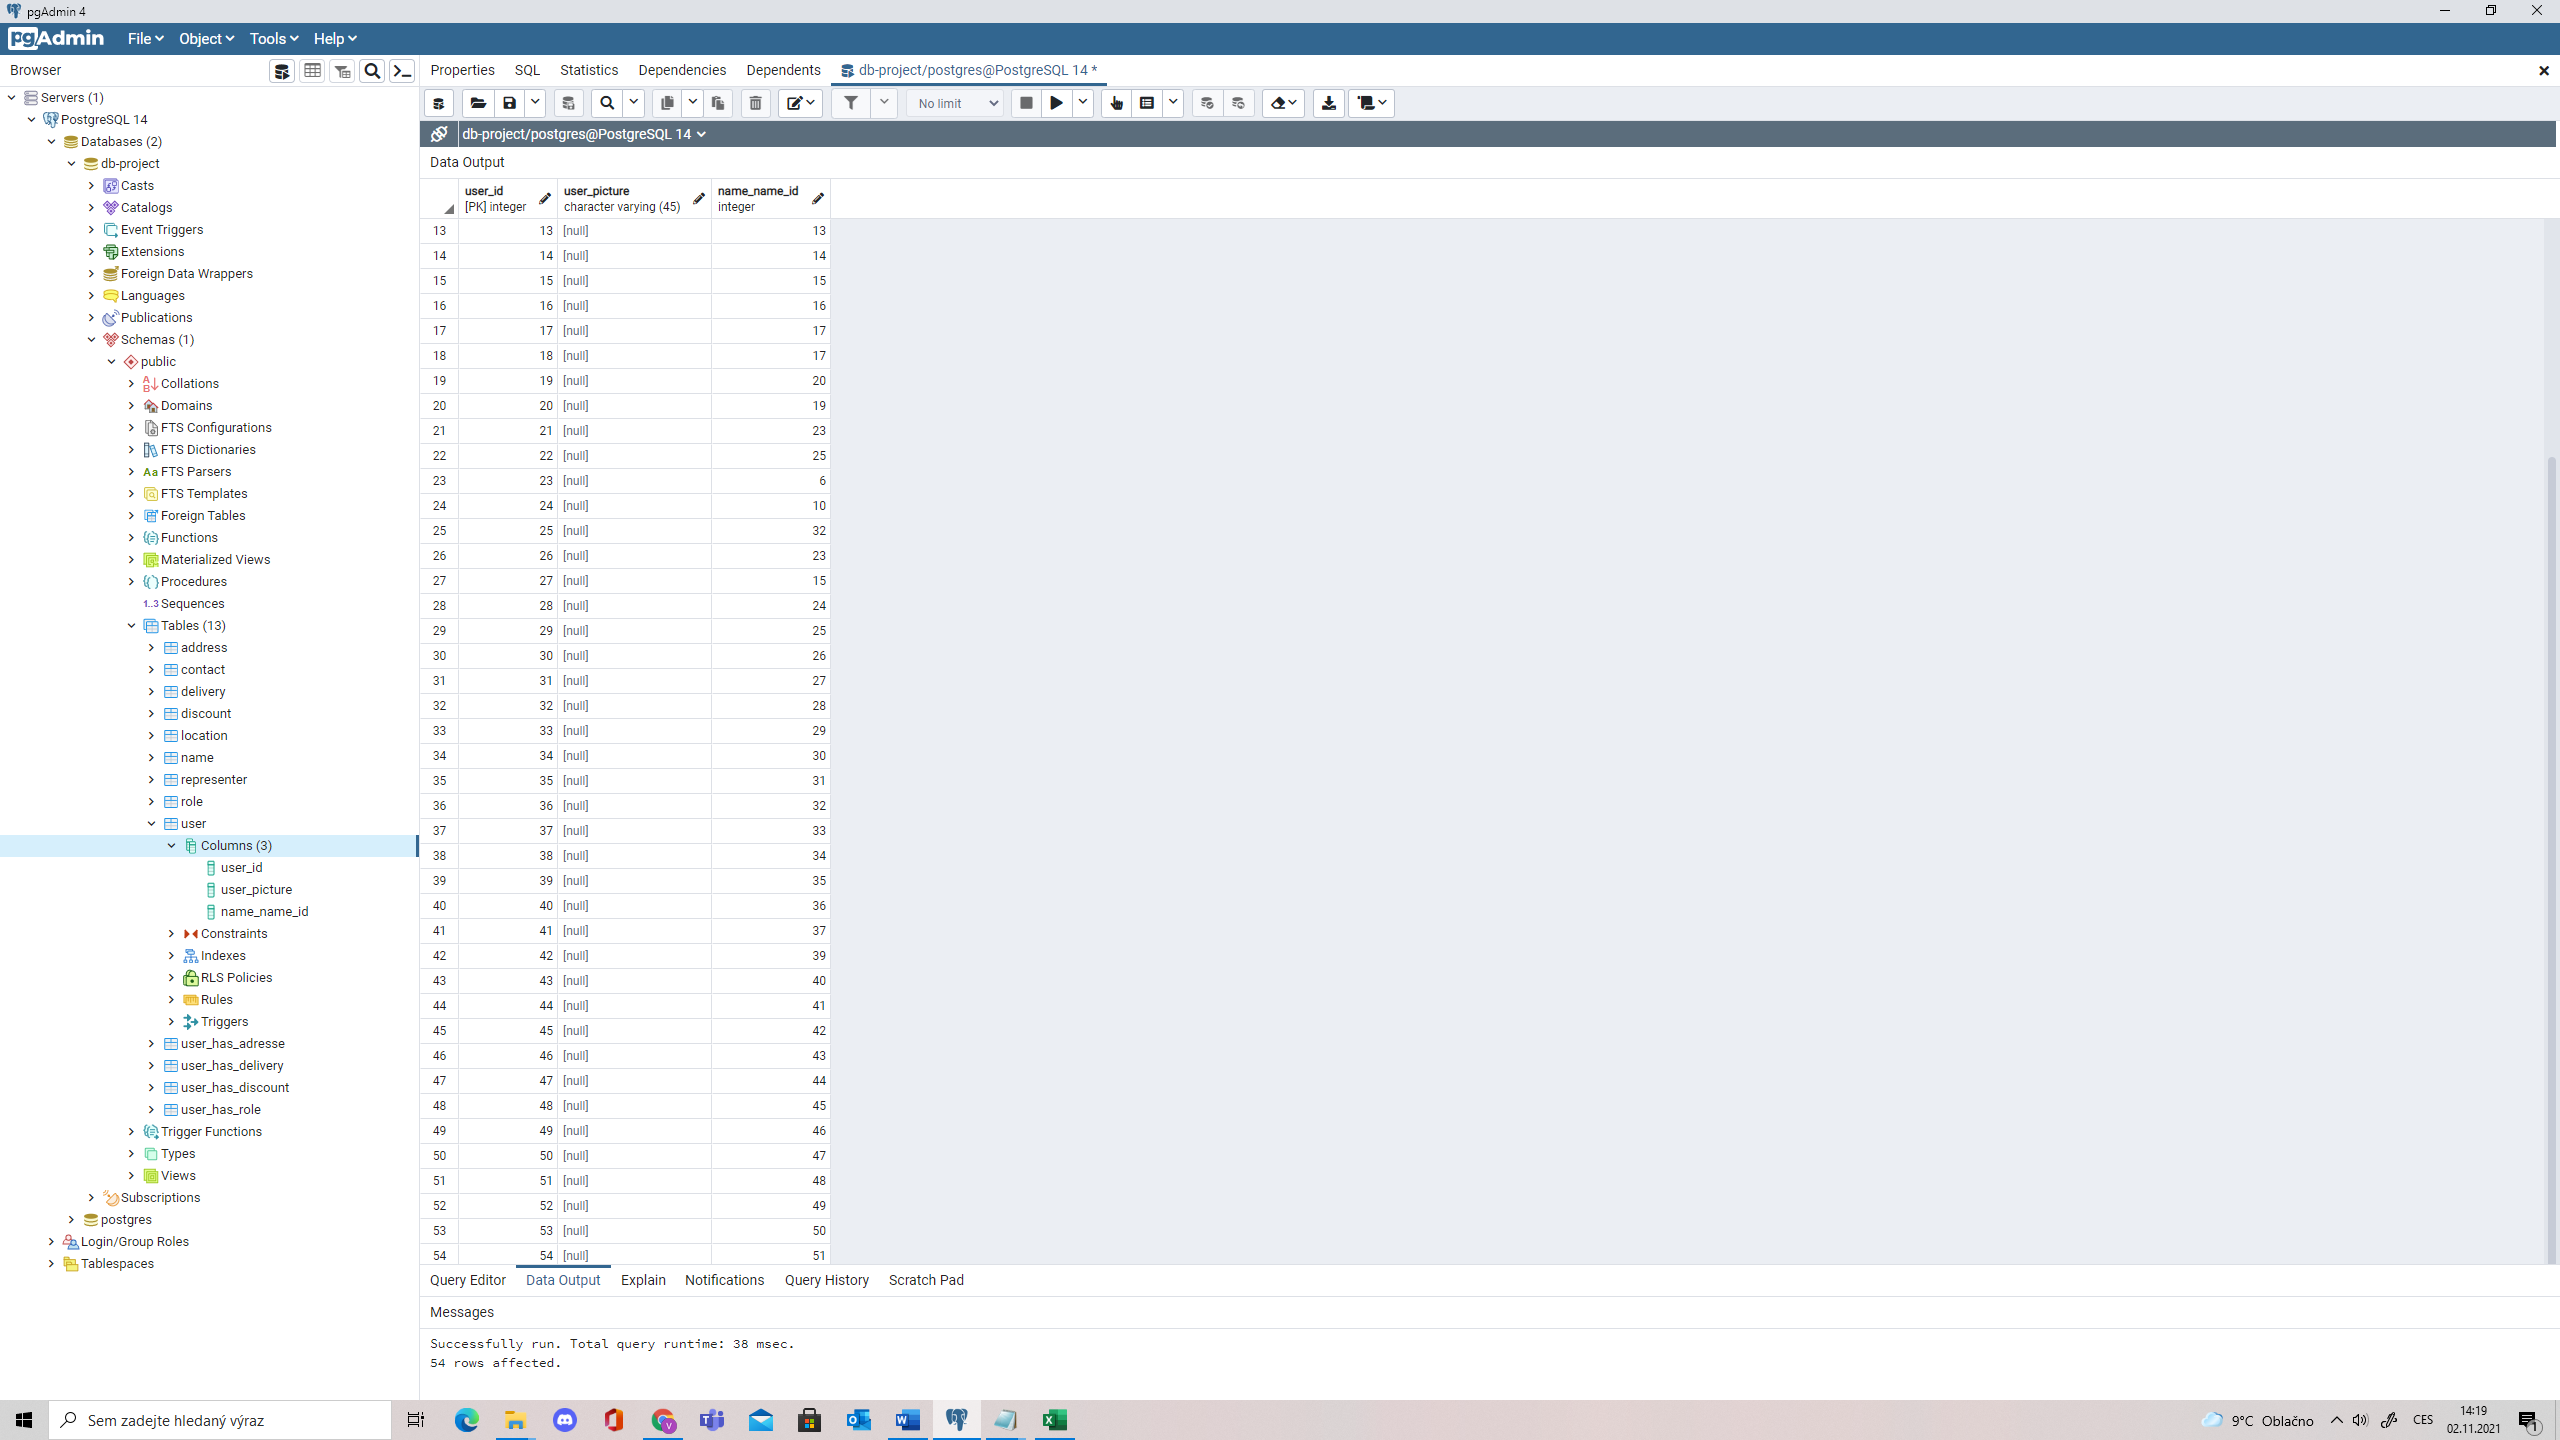 pgAdmin 4
pgAdmin File Object Tools Help
Browser
Properties SQL Statistics Dependencies Dependents db-project/postgres@PostgreSQL 14 *
No limit
db-project/postgres@PostgreSQL 14
Servers (1)
PostgreSQL 14
Databases (2)
db-project
Casts
Catalogs
Event Triggers
Extensions
Foreign Data Wrappers
Languages
Publications
Schemas (1)
public
Collations
Domains
FTS Configurations
FTS Dictionaries
Aa FTS Parsers
FTS Templates
Foreign Tables
Functions
Materialized Views
Procedures
1..3 Sequences
Tables (13)
address
contact
delivery
discount
location
name
representer
role
user
Columns (3)
user_id
user_picture
name_name_id
Constraints
Indexes
RLS Policies
Rules
Triggers
user_has_adresse
user_has_delivery
user_has_discount
user_has_role
Trigger Functions
Types
Views
Subscriptions
postgres
Login/Group Roles
Tablespaces
Data Output
user_id user_picture name_name_id
[PK] integer character varying (45) integer
13 13 [null] 13
14 14 [null] 14
15 15 [null] 15
16 16 [null] 16
17 17 [null] 17
18 18 [null] 17
19 19 [null] 20
20 20 [null] 19
21 21 [null] 23
22 22 [null] 25
23 23 [null] 6
24 24 [null] 10
25 25 [null] 32
26 26 [null] 23
27 27 [null] 15
28 28 [null] 24
29 29 [null] 25
30 30 [null] 26
31 31 [null] 27
32 32 [null] 28
33 33 [null] 29
34 34 [null] 30
35 35 [null] 31
36 36 [null] 32
37 37 [null] 33
38 38 [null] 34
39 39 [null] 35
40 40 [null] 36
41 41 [null] 37
42 42 [null] 39
43 43 [null] 40
44 44 [null] 41
45 45 [null] 42
46 46 [null] 43
47 47 [null] 44
48 48 [null] 45
49 49 [null] 46
50 50 [null] 47
51 51 [null] 48
52 52 [null] 49
53 53 [null] 50
54 54 [null] 51
Query Editor Data Output Explain Notifications Query History Scratch Pad
Messages
Successfully run. Total query runtime: 38 msec.
54 rows affected.
Sem zadejte hledaný výraz
9°C Oblačno CES 14:19
02.11.2021 1